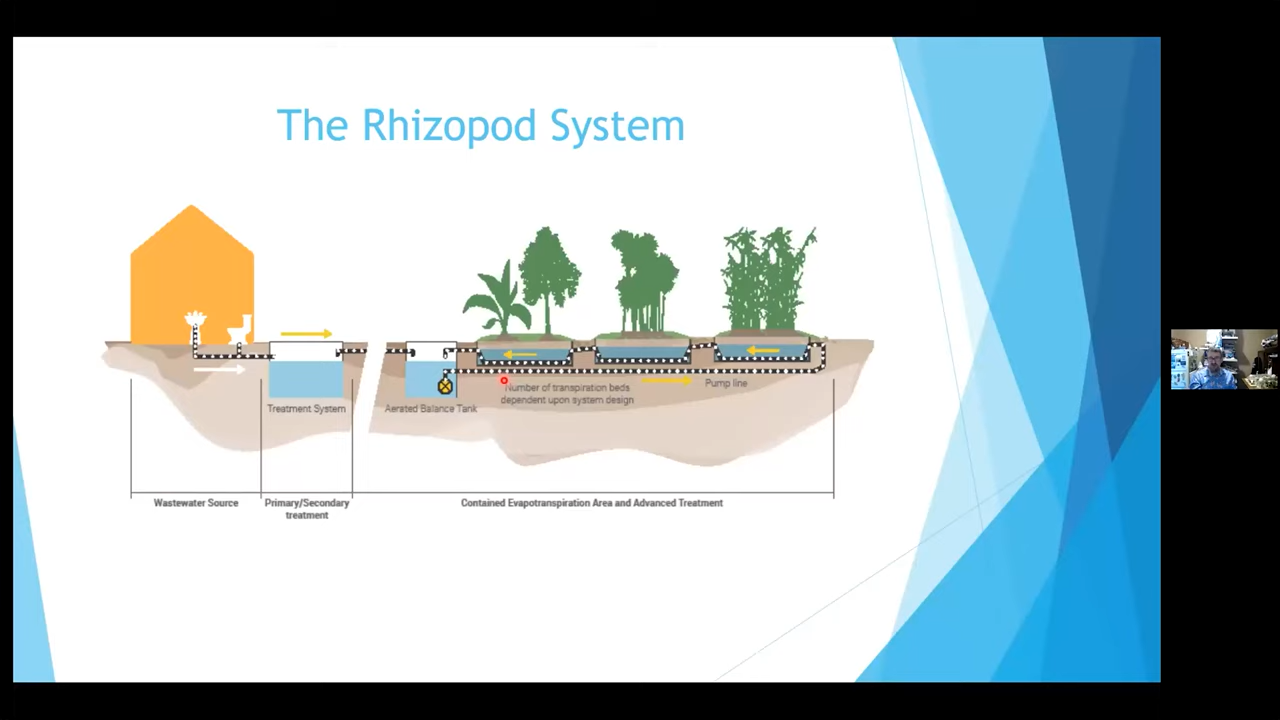 The Rhizopod System
Treatment System
Aerated Balance Tank
Number of transpiration beds
dependent upon system design
Pump line
Wastewater Source
Primary/Secondary
treatment
Contained Evapotranspiration Area and Advanced Treatment